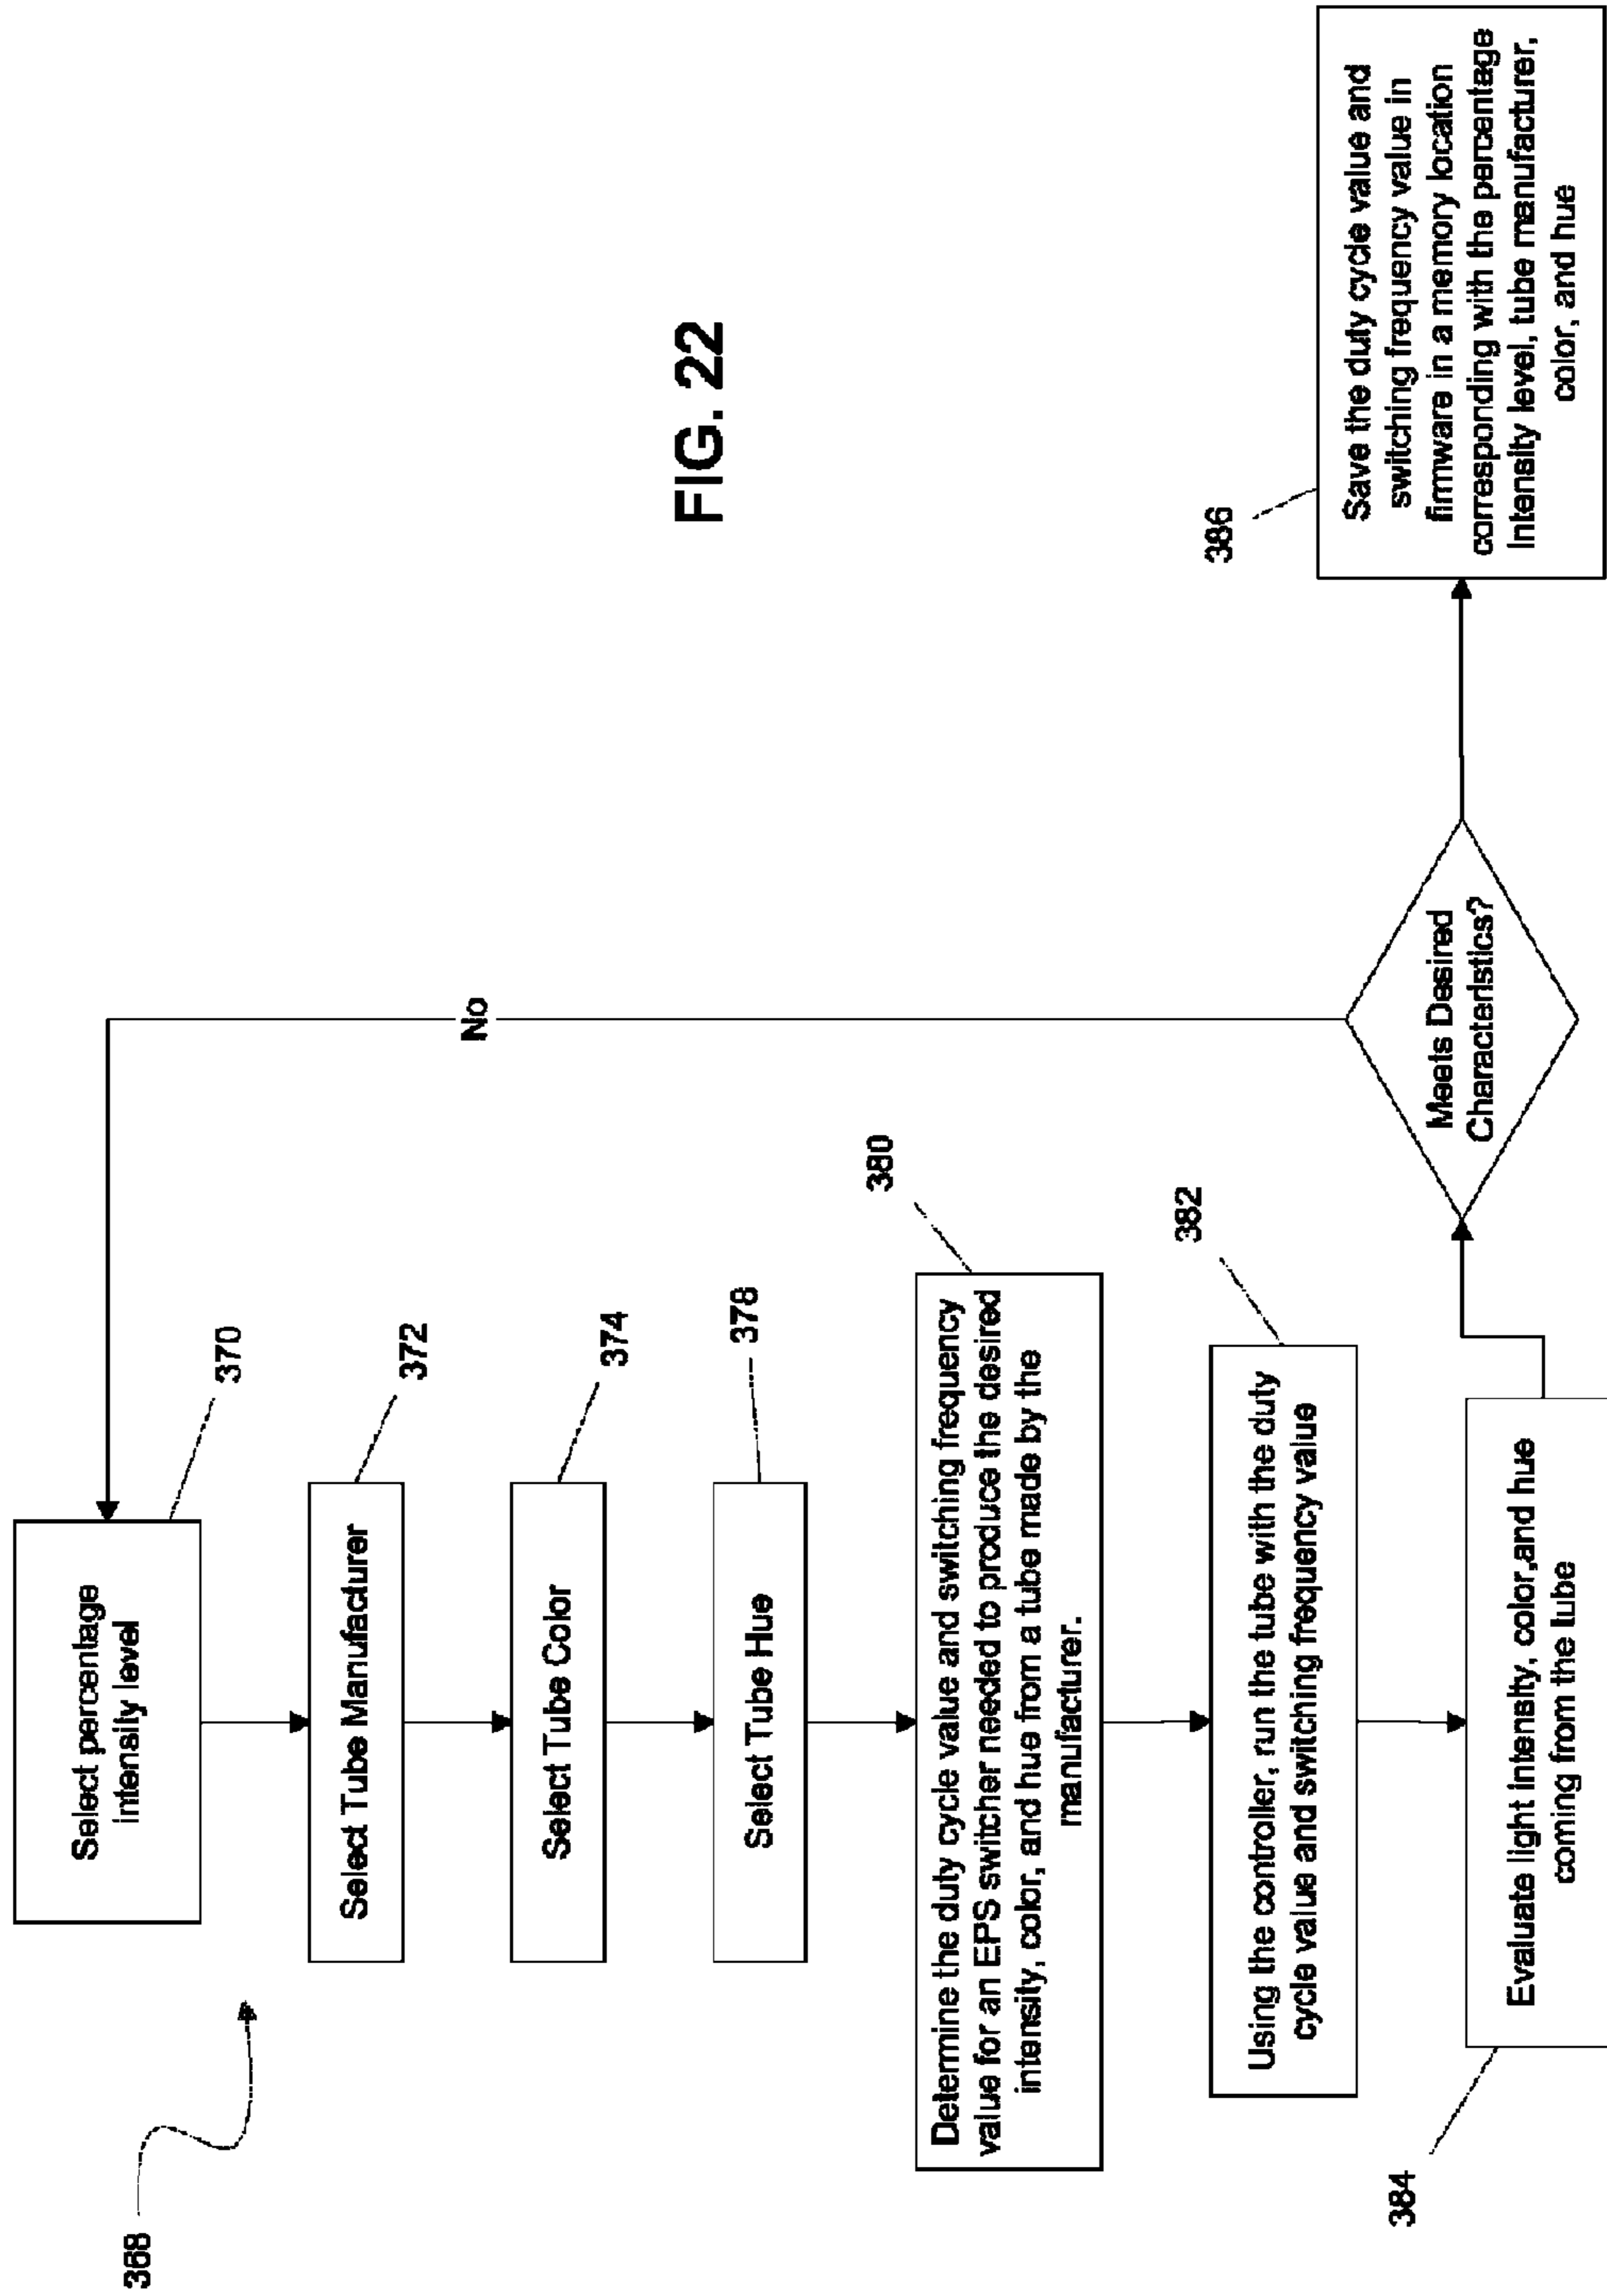 368
Select percentage
intensity level
370
Select Tube Manufacturer
372
Select Tube Color
374
Select Tube Hue
378
Determine the duty cycle value and switching frequency
value for an EPS switcher needed to produce the desired
intensity, color, and hue from a tube made by the
manufacturer.
380
Using the controller, run the tube with the duty
cycle value and switching frequency value
382
Evaluate light intensity, color,and hue
coming from the tube
384
Meets Desired
Characteristics?
No
Save the duty cycle value and
switching frequency value in
firmware in a memory location
corresponding with the percentage
Intensity level, tube manufacturer,
color, and hue
386
FIG. 22